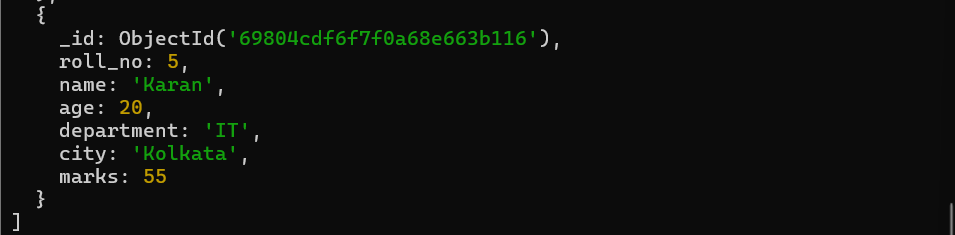 {
_id: ObjectId('69804cdf6f7f0a68e663b116'),
roll_no: 5,
name: 'Karan',
age: 20,
department: 'IT',
city: 'Kolkata',
marks: 55
}
]